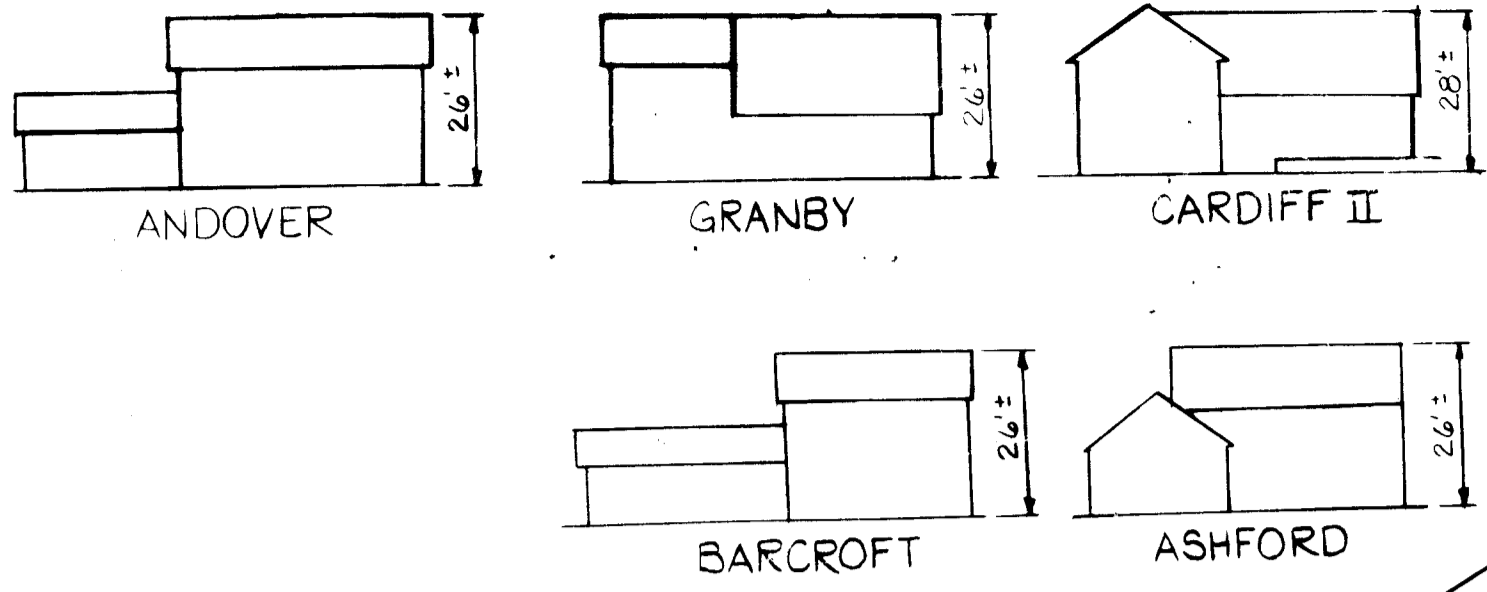 26' ±
ANDOVER
26' ±
GRANBY
28' ±
CARDIFF II
26' ±
BARCROFT
26' ±
ASHFORD